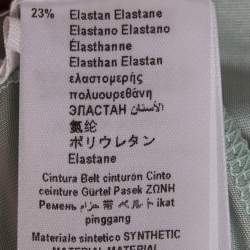 23% Elastan Elastane
Elastano Elastano
Élasthanne
Elasthan Elastan
ελαστομερής
πολυουρεθάνη
ЭЛАСТАН الأستان
氨纶
ポリウレタン
Elastane
Cintura Belt cinturón Cinto
ceinture Gürtel Pasek ΖΩΝΗ
Ремень حزام 带 ベルト ikat
pinggang
Materiale sintetico SYNTHETIC
MATERIAL MATERIAL